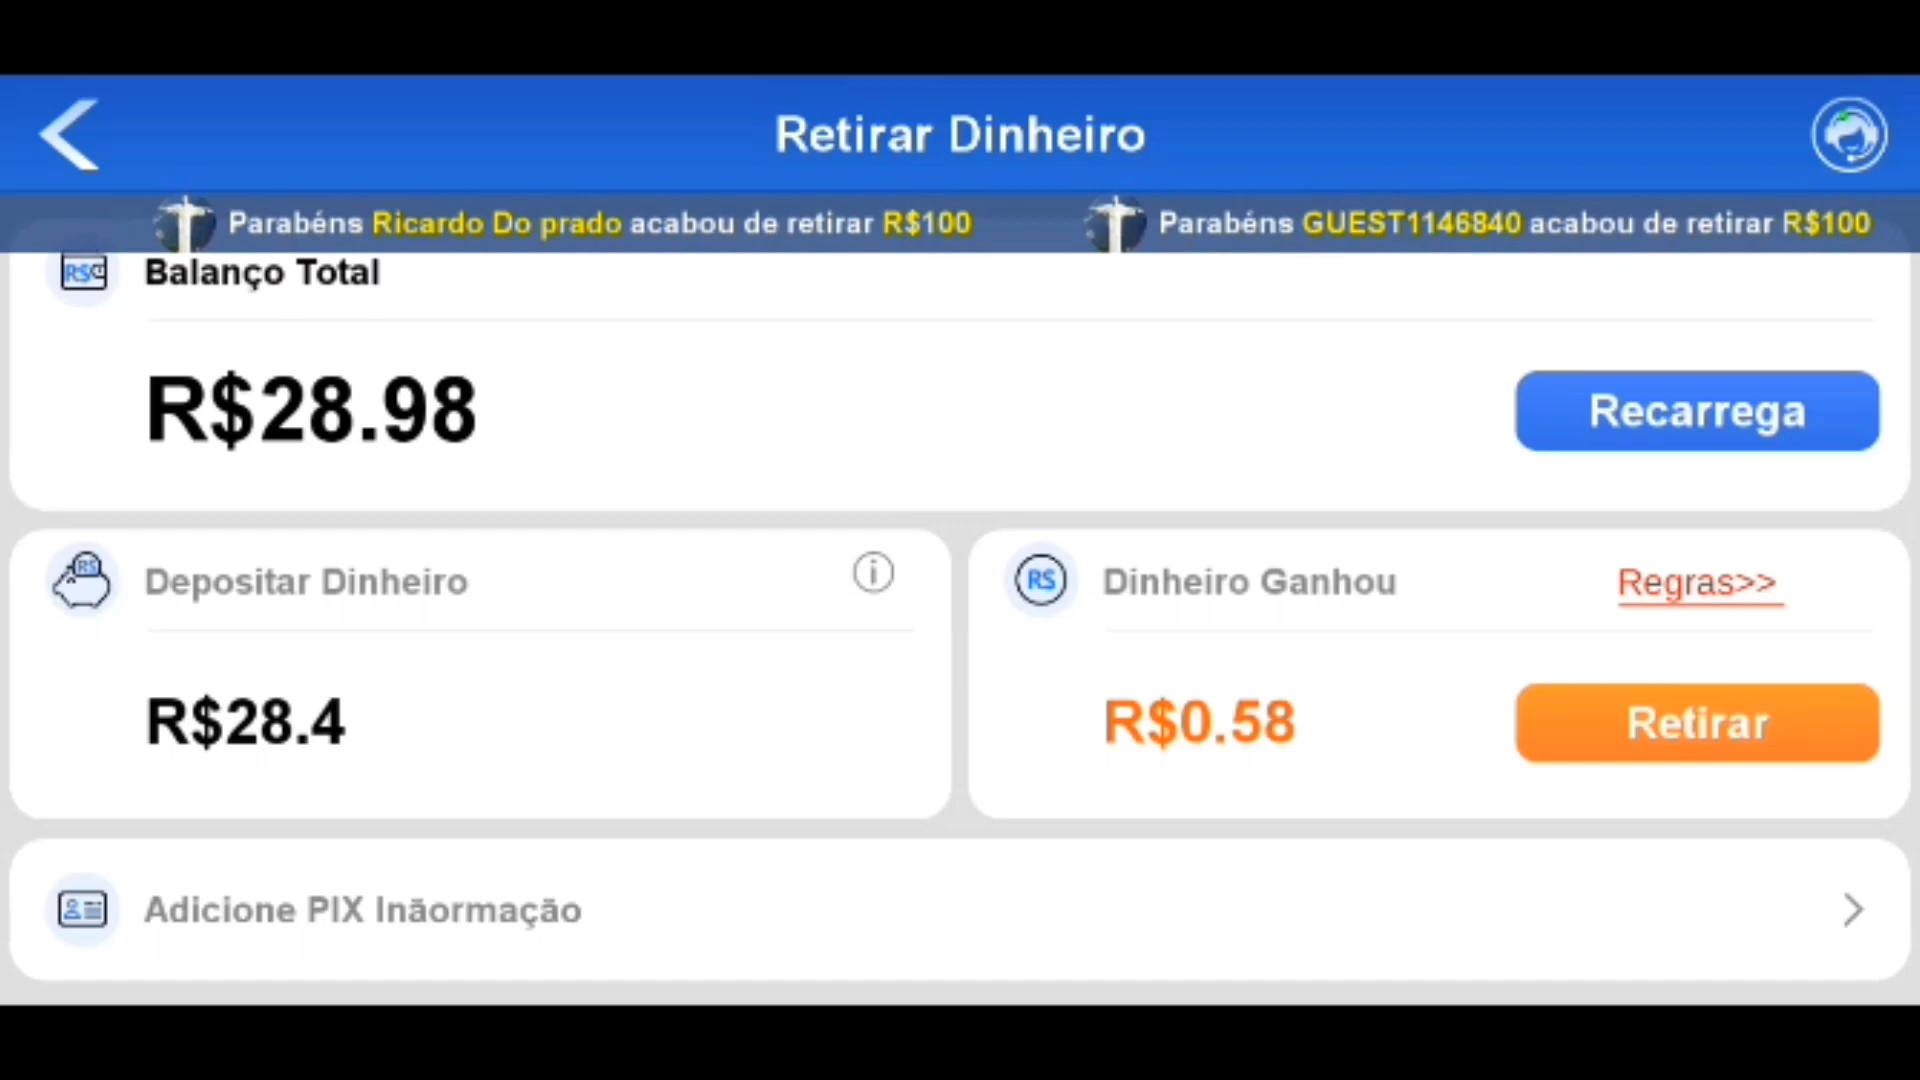 Retirar Dinheiro
Parabéns Ricardo Do prado acabou de retirar R$100
Parabéns GUEST1146840 acabou de retirar R$100
Balanço Total
R$28.98
Recarrega
Depositar Dinheiro
R$28.4
Dinheiro Ganhou
Regras>>
R$0.58
Retirar
Adicione PIX Inãormação